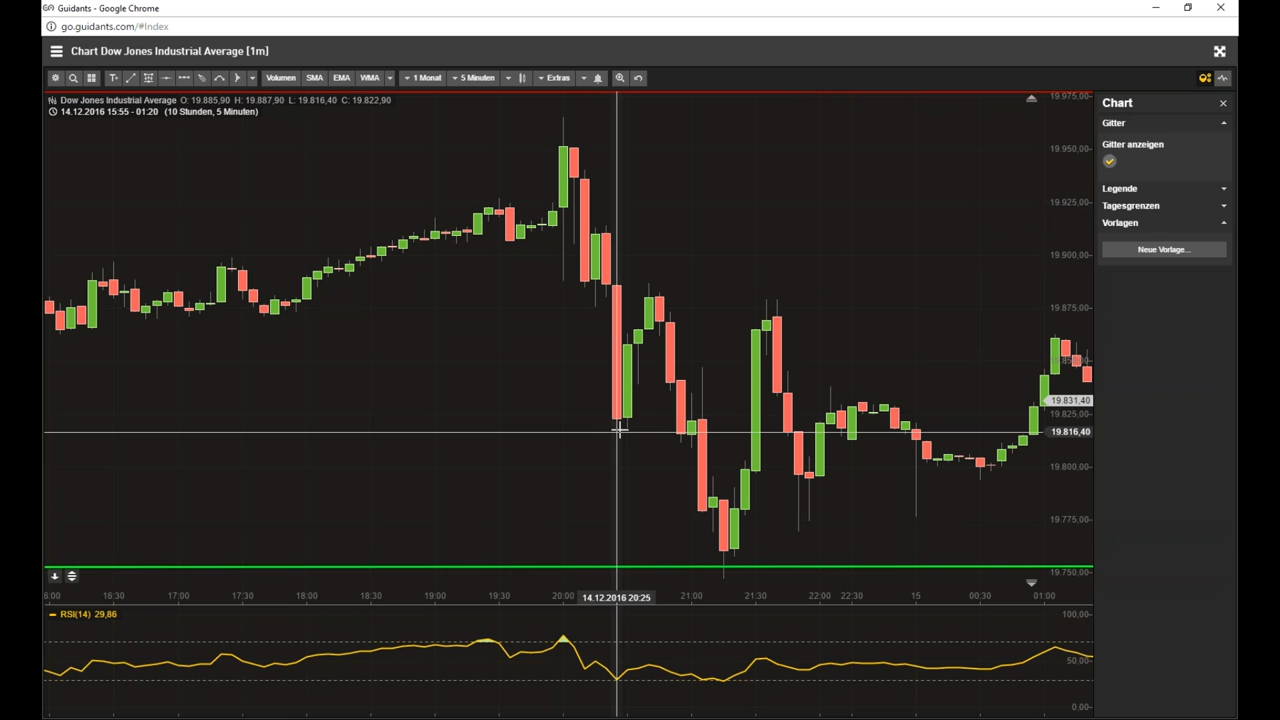 Guidants - Google Chrome
go.guidants.com/#Index
Chart Dow Jones Industrial Average [1m]
T+ Volumen SMA EMA WMA 1 Monat 5 Minuten Extras
Dow Jones Industrial Average O: 19.885,90 H: 19.887,90 L: 19.816,40 C: 19.822,90
14.12.2016 15:55 - 01:20 (10 Stunden, 5 Minuten)
19.975,00
19.950,00
19.925,00
19.900,00
19.875,00
19.831,40
19.825,00
19.816,40
19.800,00
19.775,00
19.750,00
Chart
Gitter
Gitter anzeigen
Legende
Tagesgrenzen
Vorlagen
Neue Vorlage...
6:00 16:30 17:00 17:30 18:00 18:30 19:00 19:30 20:00 14.12.2016 20:25 21:00 21:30 22:00 22:30 15 00:30 01:00
RSI(14) 29,86
100,00
50,00
0,00